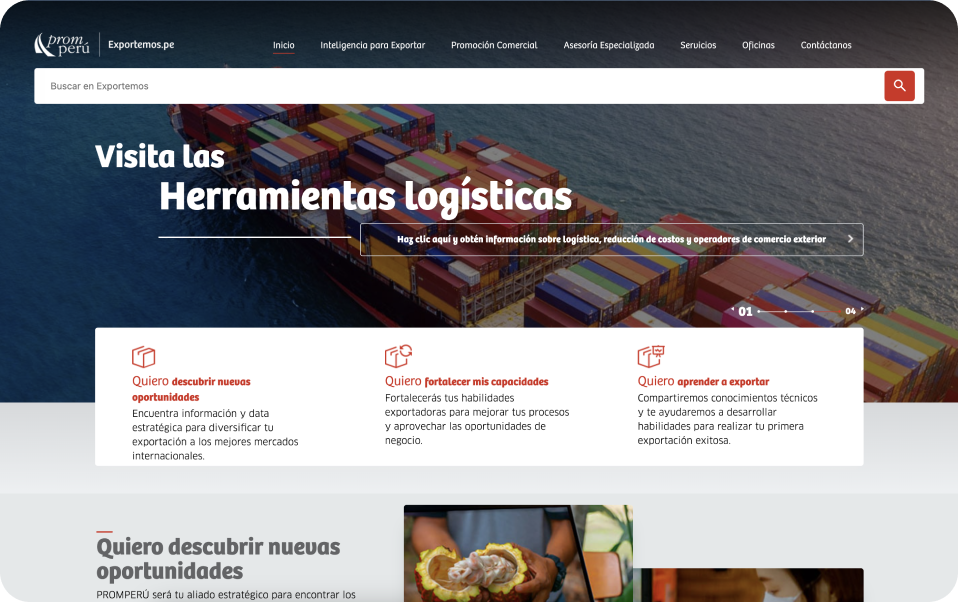 prom
perú
Exportemos.pe
Inicio
Inteligencia para Exportar
Promoción Comercial
Asesoría Especializada
Servicios
Oficinas
Contáctanos
Buscar en Exportemos
Visita las
Herramientas logísticas
Haz clic aquí y obtén información sobre logística, reducción de costos y operadores de comercio exterior
01
04
Quiero descubrir nuevas
oportunidades
Encuentra información y data
estratégica para diversificar tu
exportación a los mejores mercados
internacionales.
Quiero fortalecer mis capacidades
Fortalecerás tus habilidades
exportadoras para mejorar tus procesos
y aprovechar las oportunidades de
negocio.
Quiero aprender a exportar
Compartiremos conocimientos técnicos
y te ayudaremos a desarrollar
habilidades para realizar tu primera
exportación exitosa.
Quiero descubrir nuevas
oportunidades
PROMPERÚ será tu aliado estratégico para encontrar los